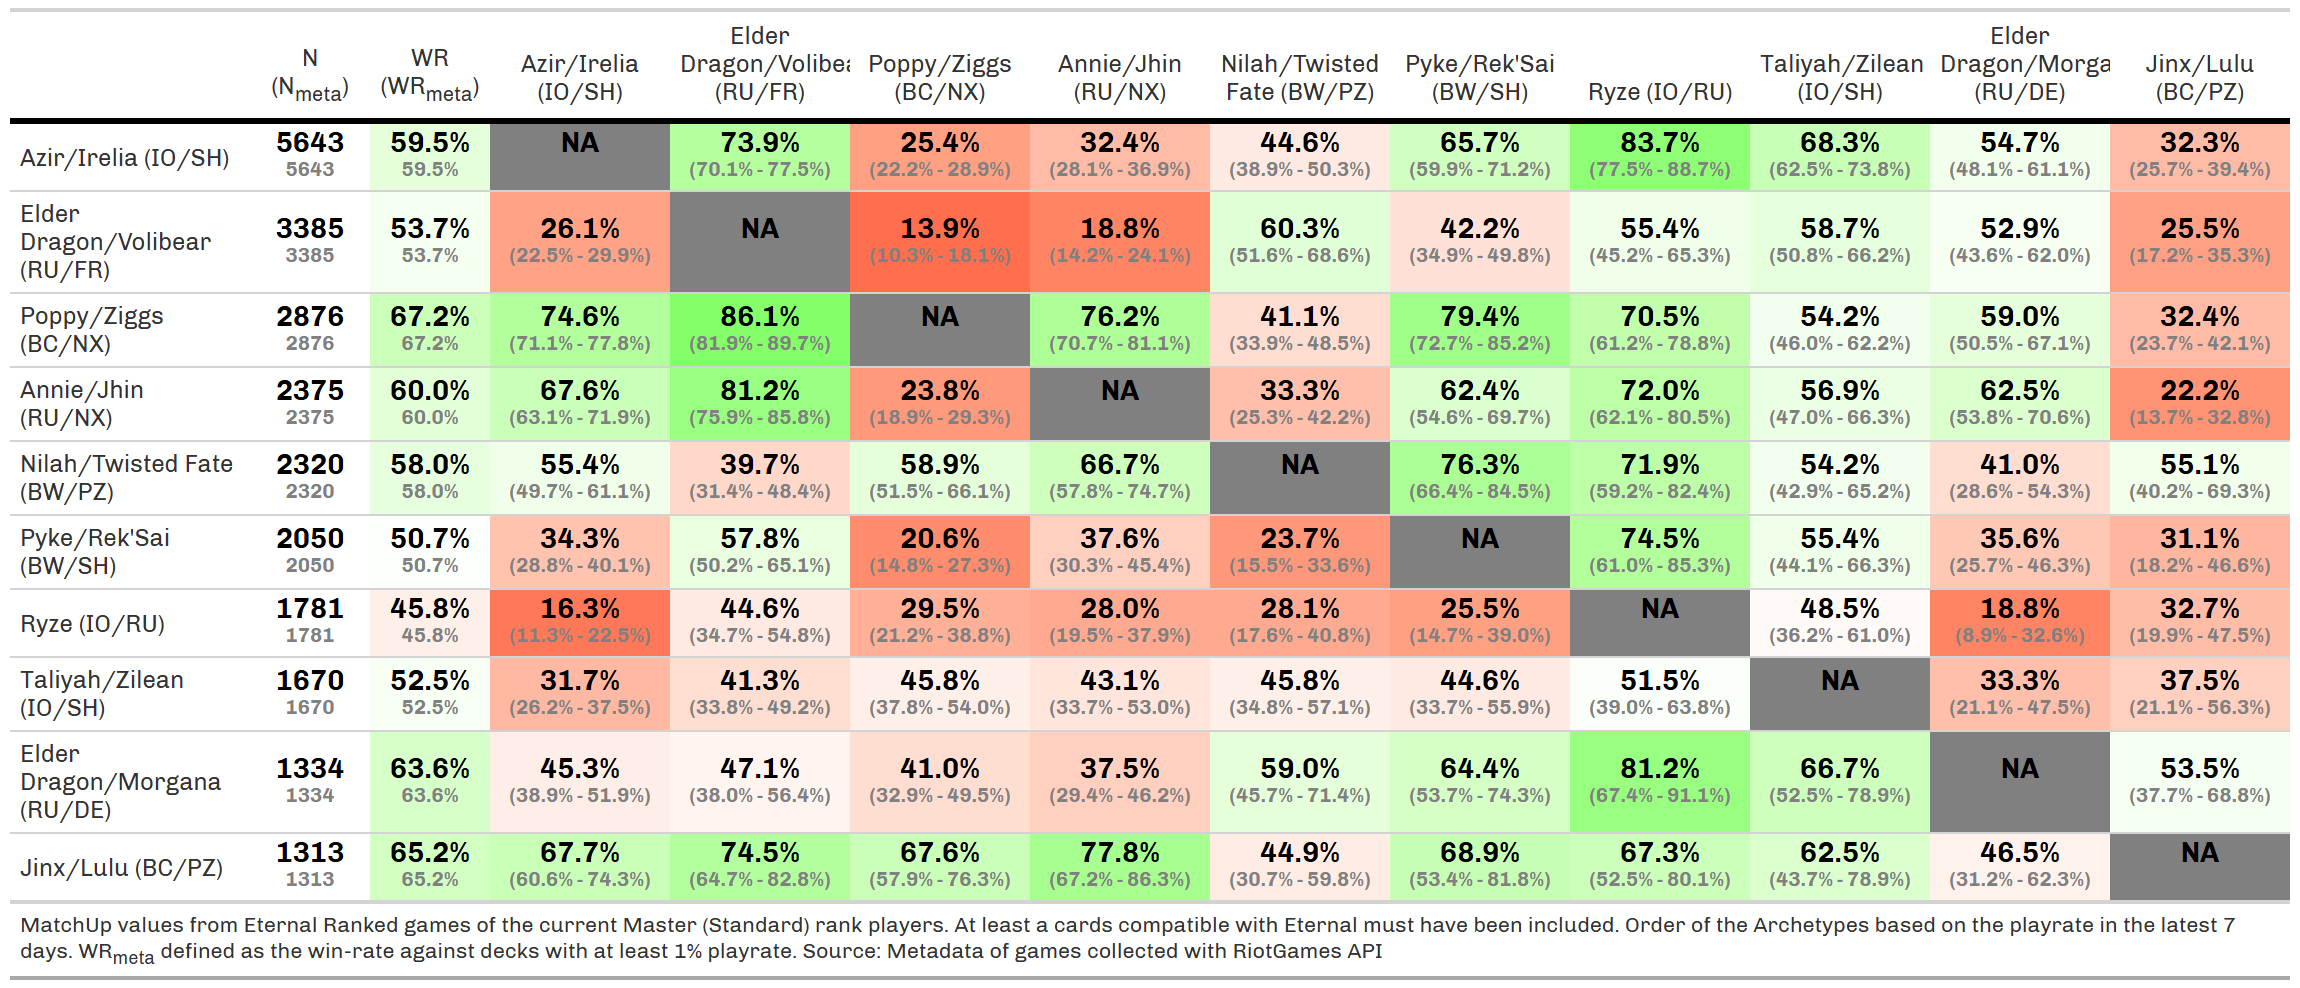 N (Nmeta) WR (WRmeta) Azir/Irelia (IO/SH) Elder Dragon/Volibea (RU/FR) Poppy/Ziggs (BC/NX) Annie/Jhin (RU/NX) Nilah/Twisted Fate (BW/PZ) Pyke/Rek'Sai (BW/SH) Ryze (IO/RU) Taliyah/Zilean (IO/SH) Elder Dragon/Morga (RU/DE) Jinx/Lulu (BC/PZ)
Azir/Irelia (IO/SH) 5643 59.5% NA 73.9% 25.4% 32.4% 44.6% 65.7% 83.7% 68.3% 54.7% 32.3%
5643 59.5% (70.1% - 77.5%) (22.2% - 28.9%) (28.1% - 36.9%) (38.9% - 50.3%) (59.9% - 71.2%) (77.5% - 88.7%) (62.5% - 73.8%) (48.1% - 61.1%) (25.7% - 39.4%)
Elder Dragon/Volibear (RU/FR) 3385 53.7% 26.1% NA 13.9% 18.8% 60.3% 42.2% 55.4% 58.7% 52.9% 25.5%
3385 53.7% (22.5% - 29.9%) (10.3% - 18.1%) (14.2% - 24.1%) (51.6% - 68.6%) (34.9% - 49.8%) (45.2% - 65.3%) (50.8% - 66.2%) (43.6% - 62.0%) (17.2% - 35.3%)
Poppy/Ziggs (BC/NX) 2876 67.2% 74.6% 86.1% NA 76.2% 41.1% 79.4% 70.5% 54.2% 59.0% 32.4%
2876 67.2% (71.1% - 77.8%) (81.9% - 89.7%) (70.7% - 81.1%) (33.9% - 48.5%) (72.7% - 85.2%) (61.2% - 78.8%) (46.0% - 62.2%) (50.5% - 67.1%) (23.7% - 42.1%)
Annie/Jhin (RU/NX) 2375 60.0% 67.6% 81.2% 23.8% NA 33.3% 62.4% 72.0% 56.9% 62.5% 22.2%
2375 60.0% (63.1% - 71.9%) (75.9% - 85.8%) (18.9% - 29.3%) (25.3% - 42.2%) (54.6% - 69.7%) (62.1% - 80.5%) (47.0% - 66.3%) (53.8% - 70.6%) (13.7% - 32.8%)
Nilah/Twisted Fate (BW/PZ) 2320 58.0% 55.4% 39.7% 58.9% 66.7% NA 76.3% 71.9% 54.2% 41.0% 55.1%
2320 58.0% (49.7% - 61.1%) (31.4% - 48.4%) (51.5% - 66.1%) (57.8% - 74.7%) (66.4% - 84.5%) (59.2% - 82.4%) (42.9% - 65.2%) (28.6% - 54.3%) (40.2% - 69.3%)
Pyke/Rek'Sai (BW/SH) 2050 50.7% 34.3% 57.8% 20.6% 37.6% 23.7% NA 74.5% 55.4% 35.6% 31.1%
2050 50.7% (28.8% - 40.1%) (50.2% - 65.1%) (14.8% - 27.3%) (30.3% - 45.4%) (15.5% - 33.6%) (61.0% - 85.3%) (44.1% - 66.3%) (25.7% - 46.3%) (18.2% - 46.6%)
Ryze (IO/RU) 1781 45.8% 16.3% 44.6% 29.5% 28.0% 28.1% 25.5% NA 48.5% 18.8% 32.7%
1781 45.8% (11.3% - 22.5%) (34.7% - 54.8%) (21.2% - 38.8%) (19.5% - 37.9%) (17.6% - 40.8%) (14.7% - 39.0%) (36.2% - 61.0%) (8.9% - 32.6%) (19.9% - 47.5%)
Taliyah/Zilean (IO/SH) 1670 52.5% 31.7% 41.3% 45.8% 43.1% 45.8% 44.6% 51.5% NA 33.3% 37.5%
1670 52.5% (26.2% - 37.5%) (33.8% - 49.2%) (37.8% - 54.0%) (33.7% - 53.0%) (34.8% - 57.1%) (33.7% - 55.9%) (39.0% - 63.8%) (21.1% - 47.5%) (21.1% - 56.3%)
Elder Dragon/Morgana (RU/DE) 1334 63.6% 45.3% 47.1% 41.0% 37.5% 59.0% 64.4% 81.2% 66.7% NA 53.5%
1334 63.6% (38.9% - 51.9%) (38.0% - 56.4%) (32.9% - 49.5%) (29.4% - 46.2%) (45.7% - 71.4%) (53.7% - 74.3%) (67.4% - 91.1%) (52.5% - 78.9%) (37.7% - 68.8%)
Jinx/Lulu (BC/PZ) 1313 65.2% 67.7% 74.5% 67.6% 77.8% 44.9% 68.9% 67.3% 62.5% 46.5% NA
1313 65.2% (60.6% - 74.3%) (64.7% - 82.8%) (57.9% - 76.3%) (67.2% - 86.3%) (30.7% - 59.8%) (53.4% - 81.8%) (52.5% - 80.1%) (43.7% - 78.9%) (31.2% - 62.3%)
MatchUp values from Eternal Ranked games of the current Master (Standard) rank players. At least a cards compatible with Eternal must have been included. Order of the Archetypes based on the playrate in the latest 7
days. WRmeta defined as the win-rate against decks with at least 1% playrate. Source: Metadata of games collected with RiotGames API